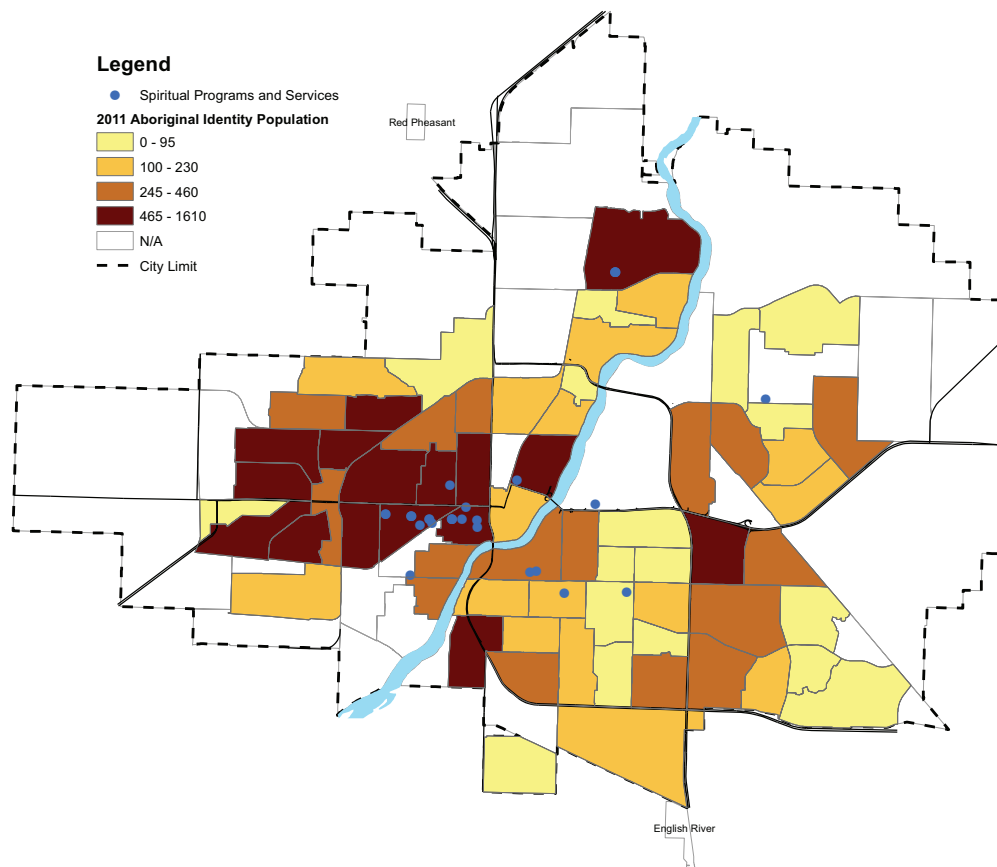 Legend
Spiritual Programs and Services
2011 Aboriginal Identity Population
0 - 95
100 - 230
245 - 460
465 - 1610
N/A
City Limit
Red Pheasant
English River